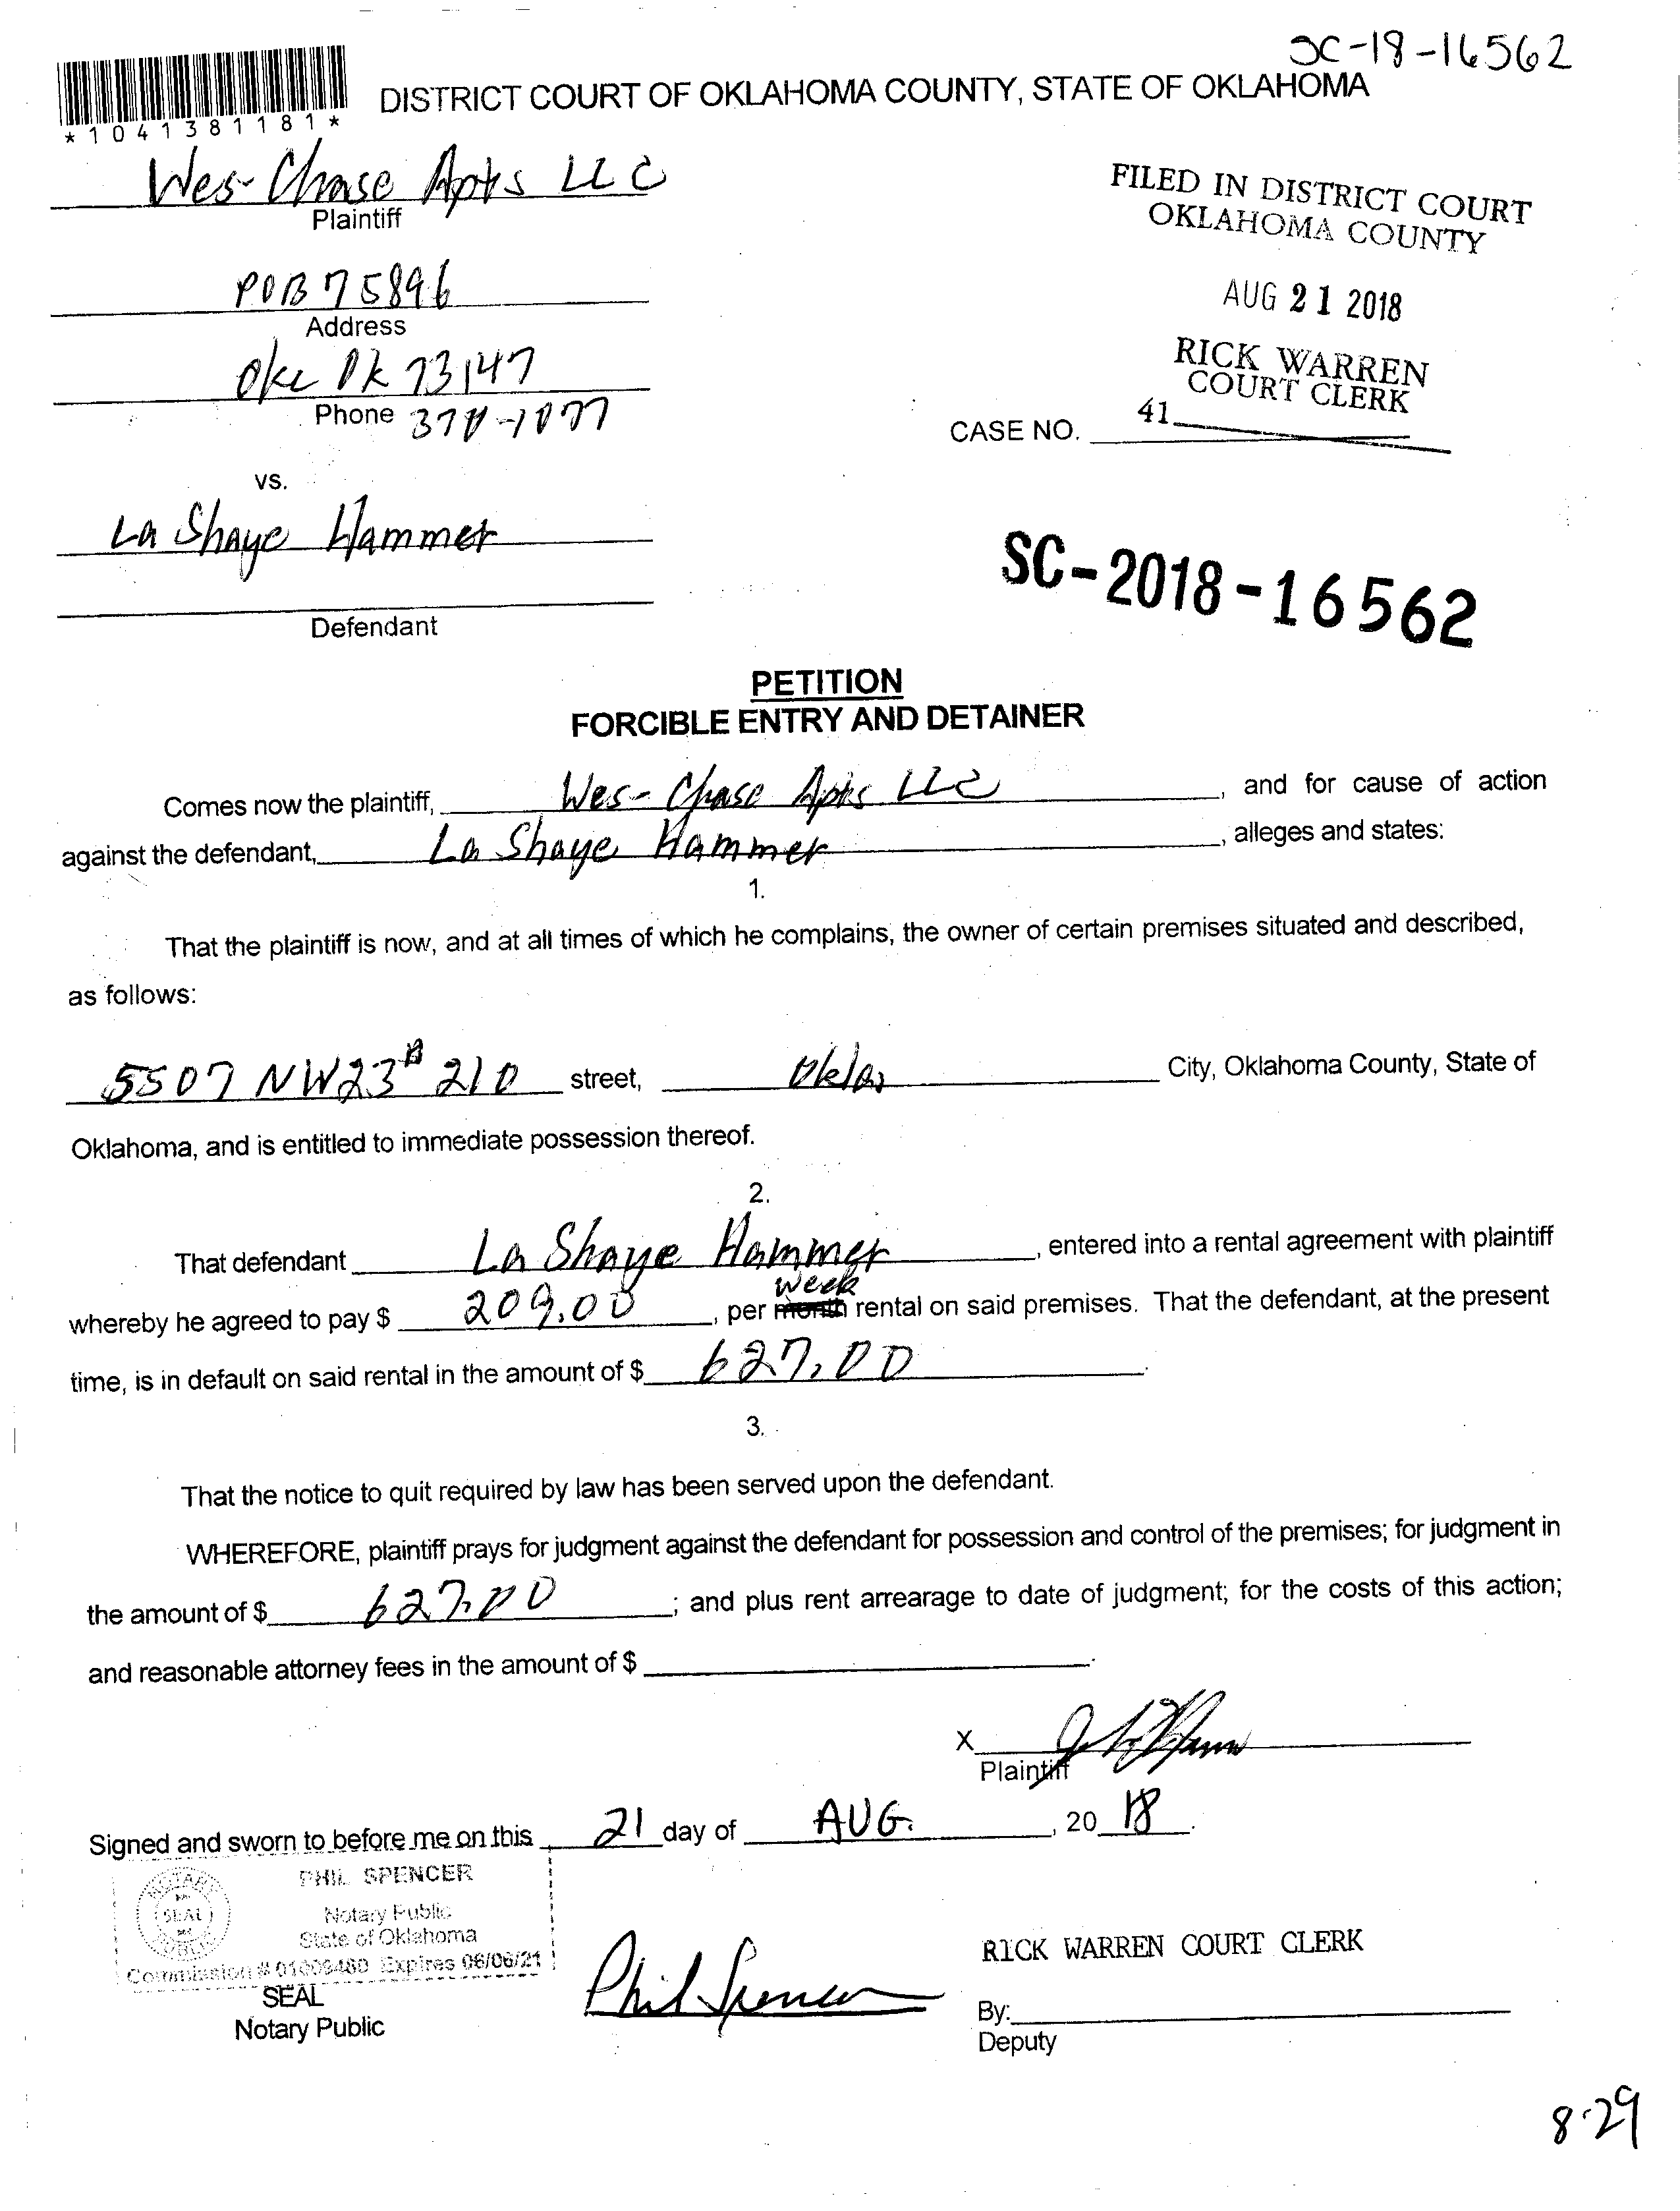 SC-18-16562
*1041381181*
DISTRICT COURT OF OKLAHOMA COUNTY, STATE OF OKLAHOMA
Wes-Chase Apts LLC
Plaintiff
POB 75896
Address
Okc Ok 73147
Phone 370-1077
FILED IN DISTRICT COURT
OKLAHOMA COUNTY
AUG 21 2018
RICK WARREN
COURT CLERK
41
CASE NO.
vs.
La Shaye Hammer
Defendant
SC-2018-16562
PETITION
FORCIBLE ENTRY AND DETAINER
Comes now the plaintiff, Wes-Chase Apts LLC, and for cause of action
against the defendant, La Shaye Hammer, alleges and states:
1.
That the plaintiff is now, and at all times of which he complains, the owner of certain premises situated and described,
as follows:
5507 NW23 # 210 street, Okla, City, Oklahoma County, State of
Oklahoma, and is entitled to immediate possession thereof.
2.
That defendant La Shaye Hammer, entered into a rental agreement with plaintiff
week
whereby he agreed to pay $ 209.00, per month rental on said premises. That the defendant, at the present
time, is in default on said rental in the amount of $ 627.00.
3.
That the notice to quit required by law has been served upon the defendant.
WHEREFORE, plaintiff prays for judgment against the defendant for possession and control of the premises; for judgment in
the amount of $ 627.00; and plus rent arrearage to date of judgment; for the costs of this action;
and reasonable attorney fees in the amount of $ .
X
Plaintiff
Signed and sworn to before me on this 21 day of AUG., 20 18.
PHIL SPENCER
NOTARY
SEAL
PUBLIC
Notary Public
State of Oklahoma
Commission # 01009460 Expires 06/06/21
SEAL
Notary Public
Phil Spencer
RICK WARREN COURT CLERK
By:
Deputy
8-29